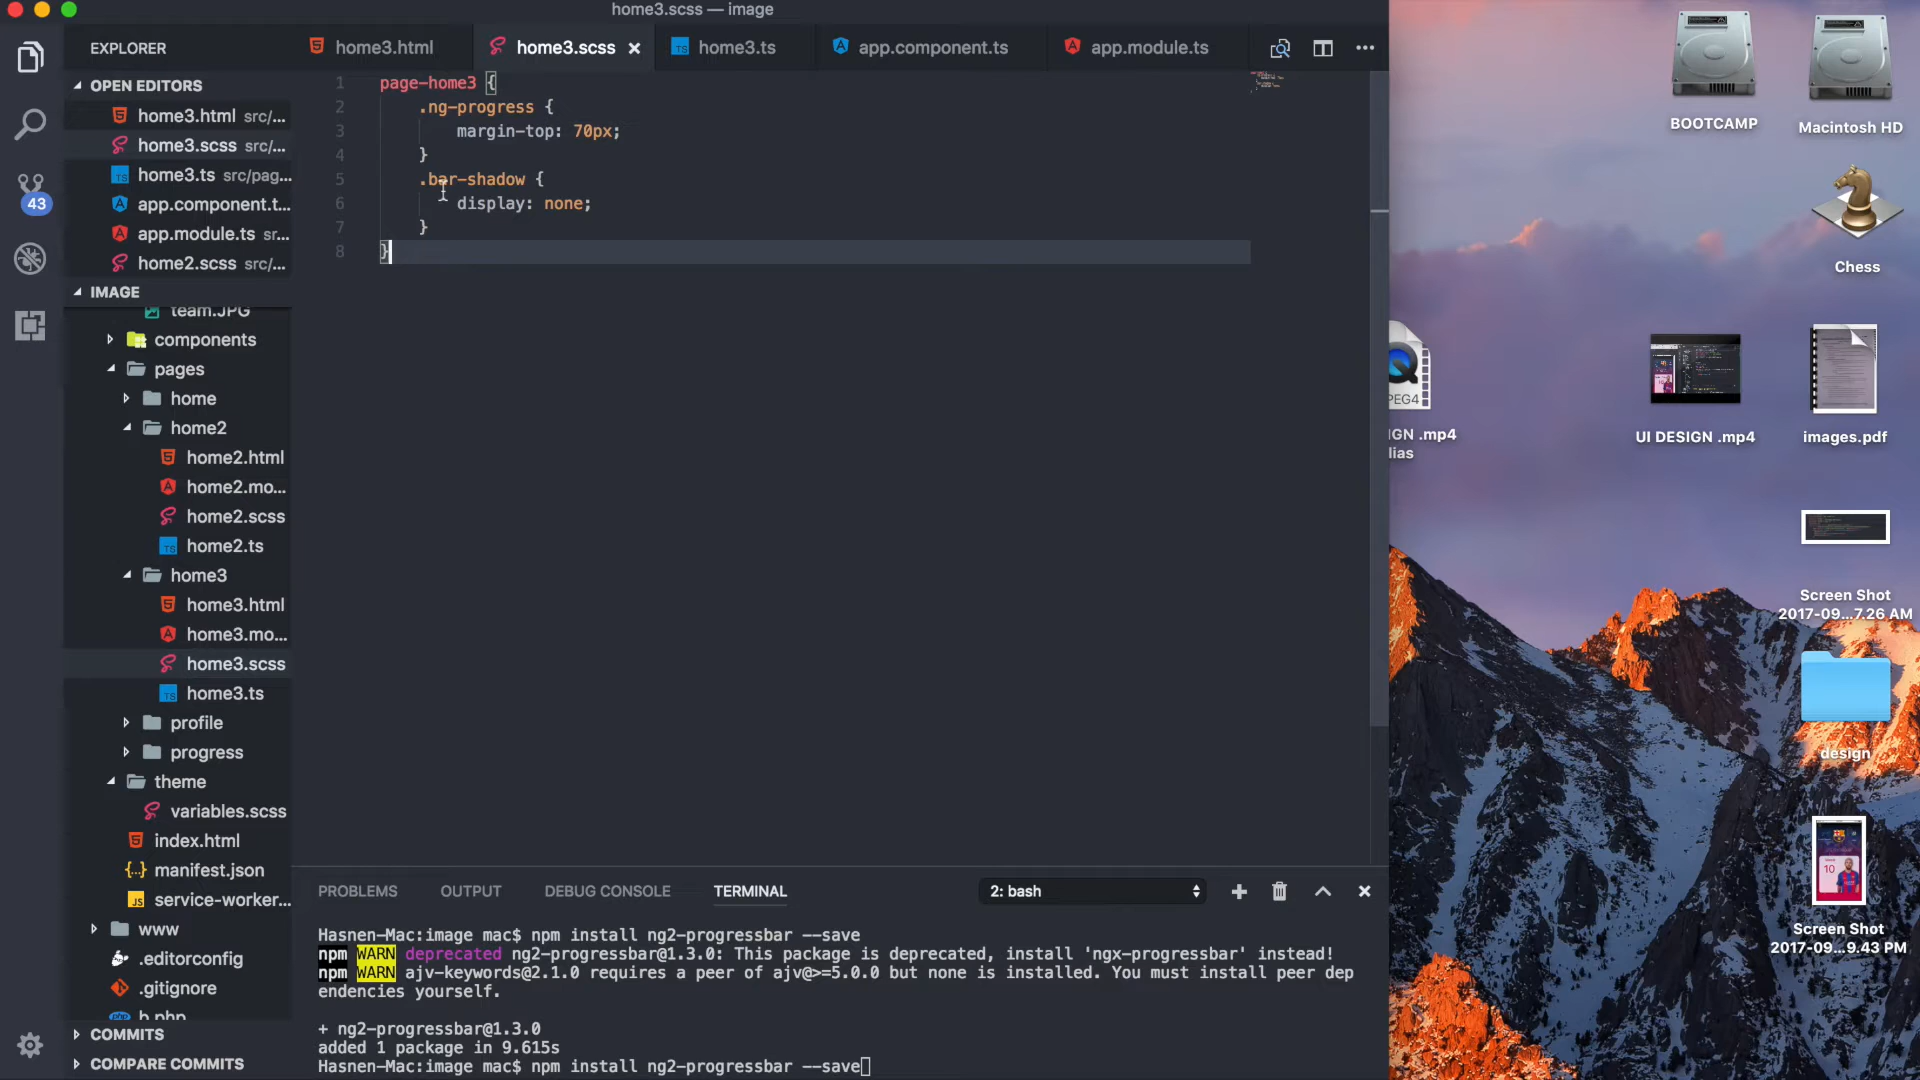 home3.scss — image
EXPLORER
home3.html
home3.scss
home3.ts
app.component.ts
app.module.ts
OPEN EDITORS
home3.html src/...
home3.scss src/...
home3.ts src/pag...
app.component.t...
app.module.ts sr...
home2.scss src/...
43
IMAGE
team.JPG
components
pages
home
home2
home2.html
home2.mo...
home2.scss
home2.ts
home3
home3.html
home3.mo...
home3.scss
home3.ts
profile
progress
theme
variables.scss
index.html
manifest.json
service-worker...
www
.editorconfig
.gitignore
b.php
COMMITS
COMPARE COMMITS
1 page-home3 {
2 .ng-progress {
3 margin-top: 70px;
4 }
5 .bar-shadow {
6 display: none;
7 }
8 }
PROBLEMS
OUTPUT
DEBUG CONSOLE
TERMINAL
2: bash
Hasnen-Mac:image mac$ npm install ng2-progressbar --save
npm WARN deprecated ng2-progressbar@1.3.0: This package is deprecated, install 'ngx-progressbar' instead!
npm WARN ajv-keywords@2.1.0 requires a peer of ajv@>=5.0.0 but none is installed. You must install peer dep
endencies yourself.
+ ng2-progressbar@1.3.0
added 1 package in 9.615s
Hasnen-Mac:image mac$ npm install ng2-progressbar --save
BOOTCAMP
Macintosh HD
Chess
PEG4
IGN .mp4
lias
UI DESIGN .mp4
images.pdf
Screen Shot
2017-09...7.26 AM
design
10
Screen Shot
2017-09...9.43 PM